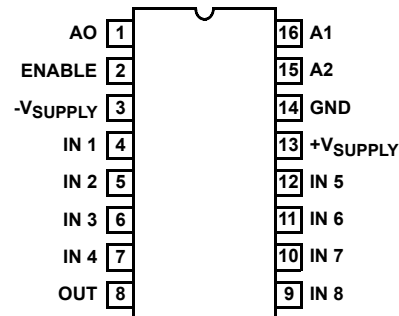 AO 1 16 A1
ENABLE 2 15 A2
-VSUPPLY 3 14 GND
IN 1 4 13 +VSUPPLY
IN 2 5 12 IN 5
IN 3 6 11 IN 6
IN 4 7 10 IN 7
OUT 8 9 IN 8